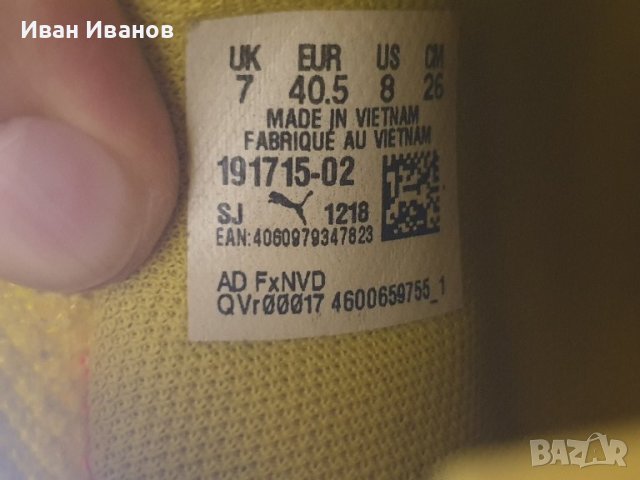 Иван Иванов
UK EUR US CM
7 40.5 8 26
MADE IN VIETNAM
FABRIQUE AU VIETNAM
191715-02
SJ 1218
EAN:4060979347823
AD FxNVD
QVrØØØ17 4600659755_1
BAZAR